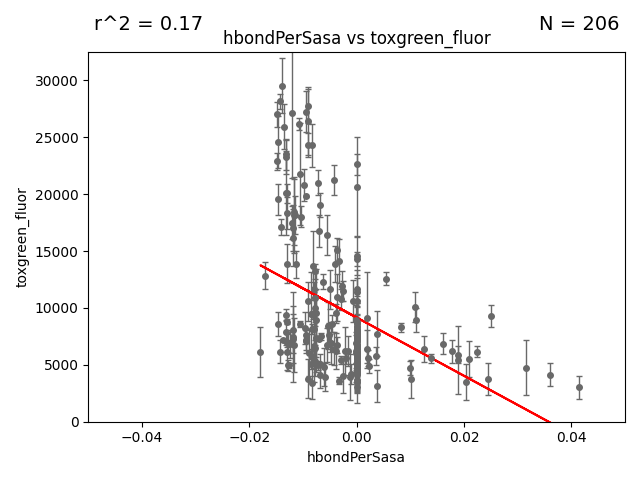 r^2 = 0.17
N = 206
hbondPerSasa vs toxgreen_fluor
30000
25000
20000
15000
10000
5000
0
toxgreen_fluor
−0.04
−0.02
0.00
0.02
0.04
hbondPerSasa